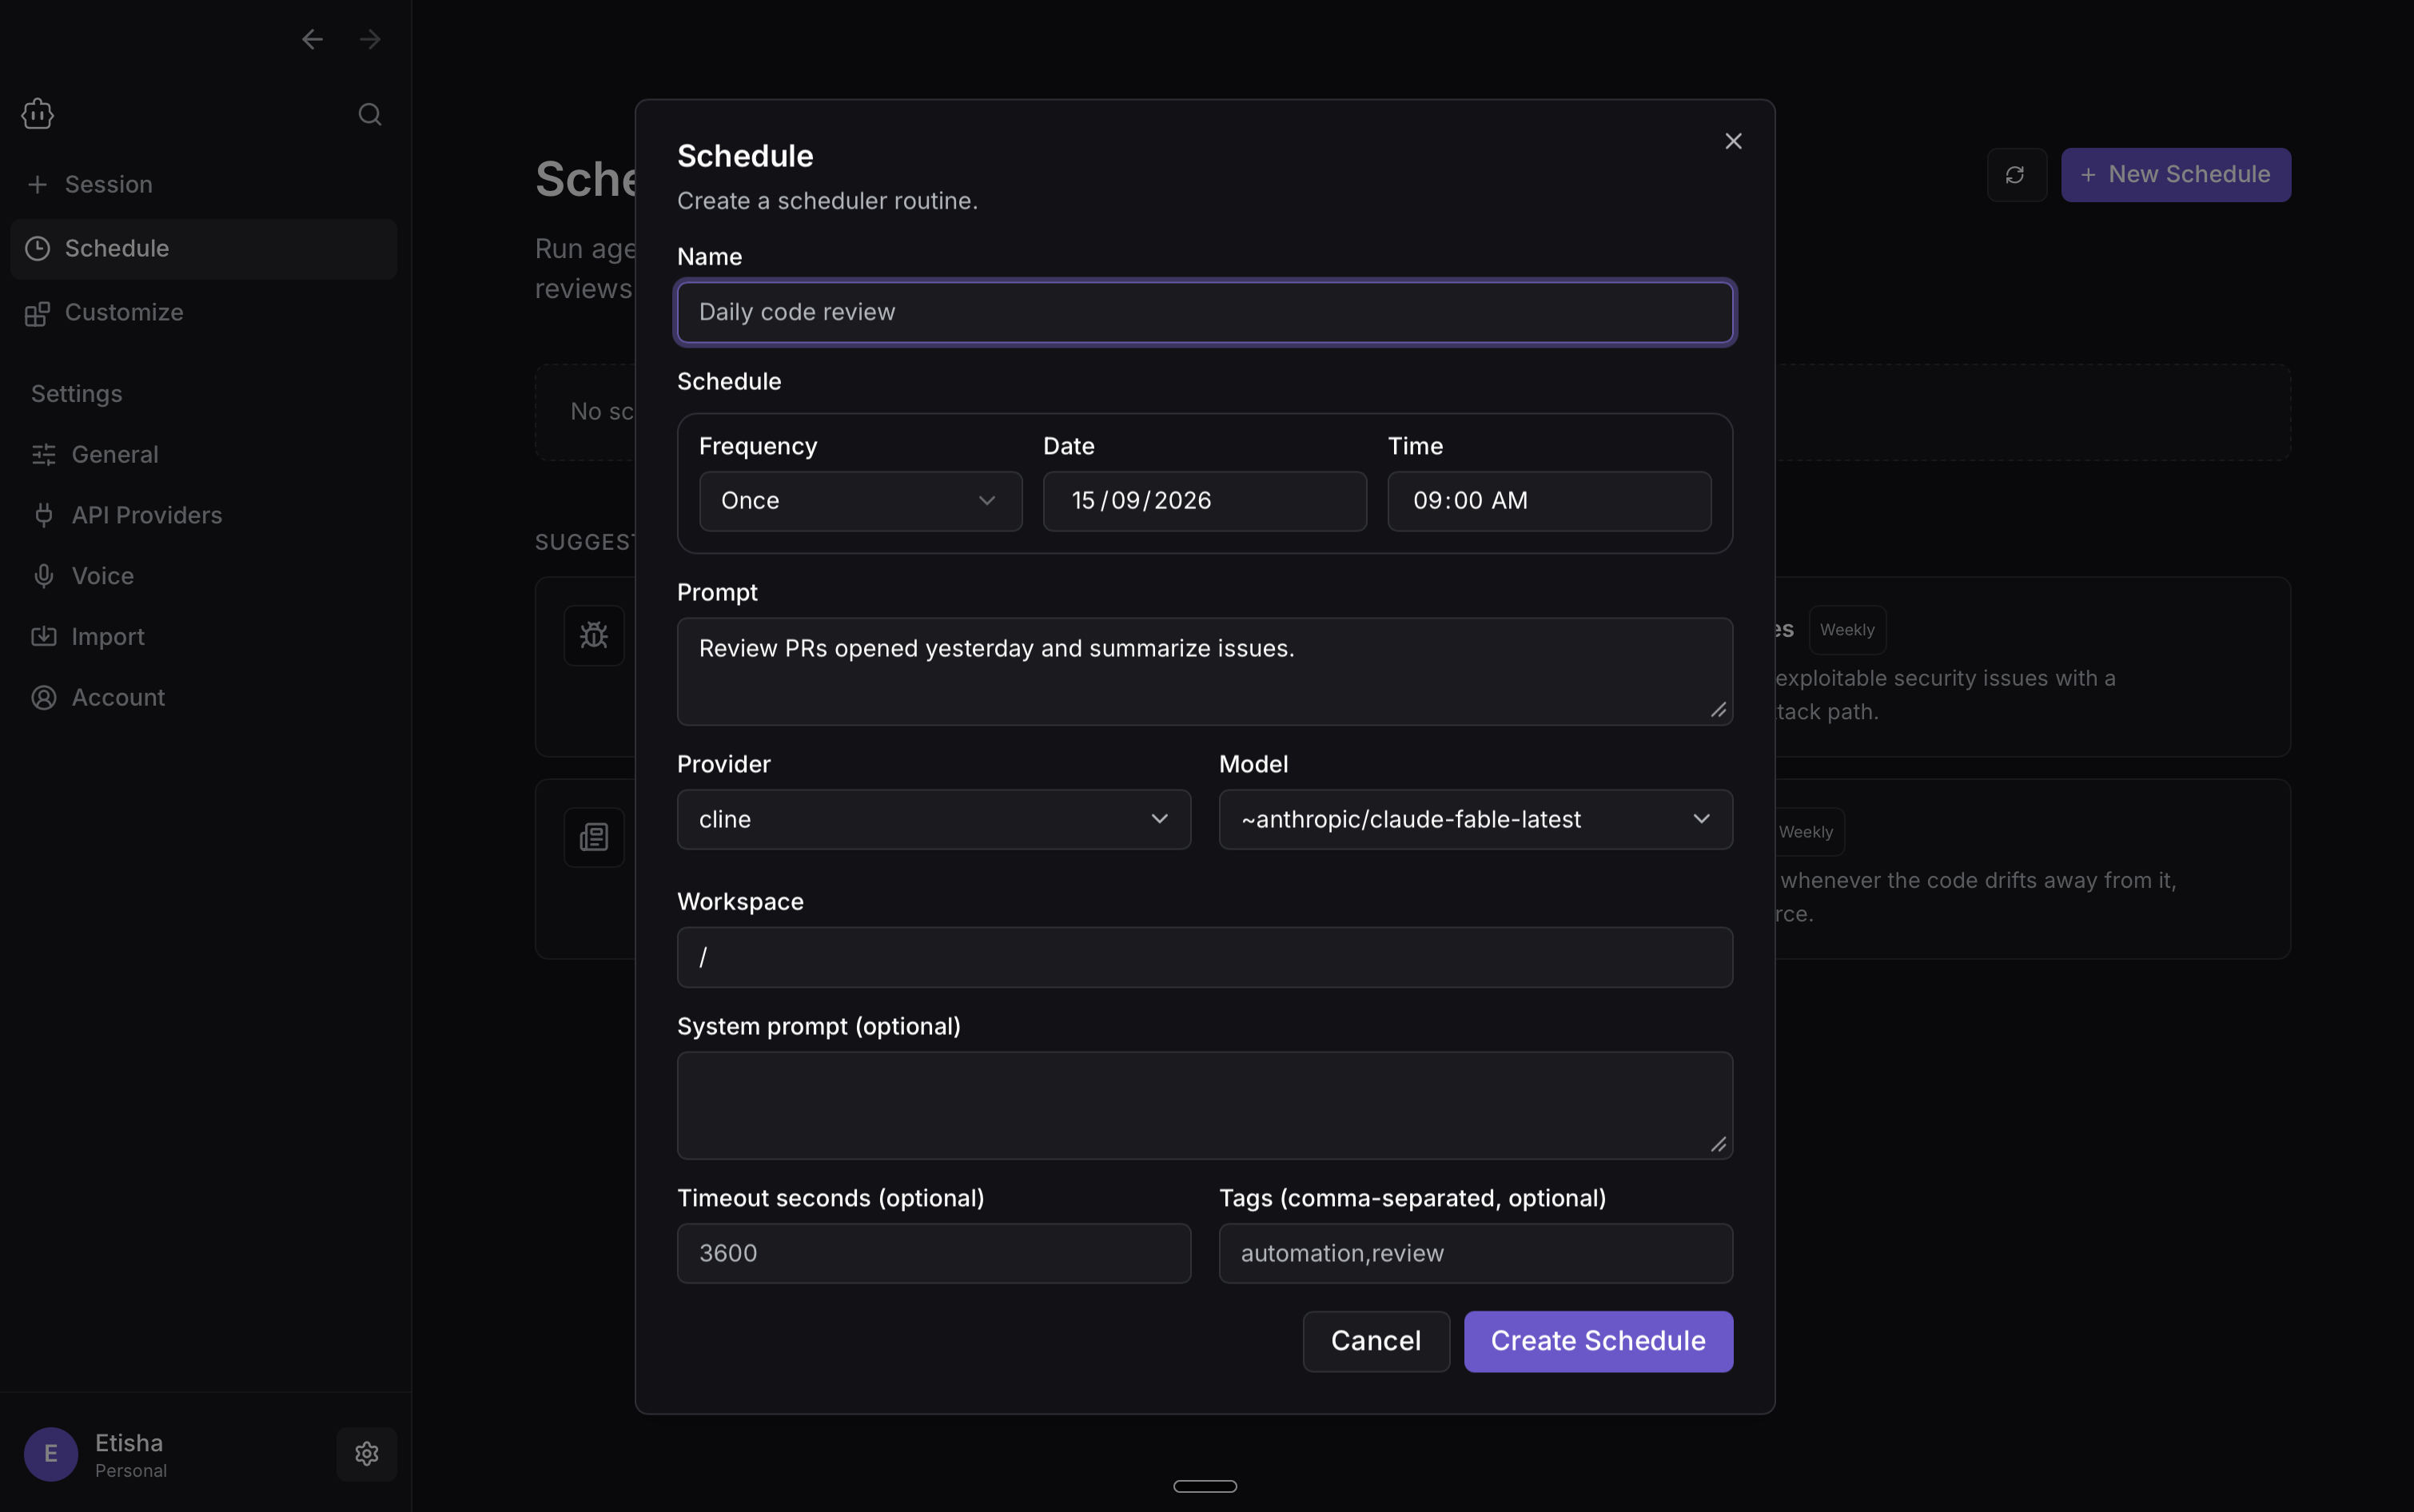 Session
Schedule
Customize
Settings
General
API Providers
Voice
Import
Account
E
Etisha
Personal
Run age
reviews
No sc
New Schedule
Schedule
Create a scheduler routine.
Name
Daily code review
Schedule
Frequency
Date
Time
Once
15/09/2026
09:00 AM
Prompt
Review PRs opened yesterday and summarize issues.
Provider
Model
cline
~anthropic/claude-fable-latest
Workspace
/
System prompt (optional)
Timeout seconds (optional)
Tags (comma-separated, optional)
3600
automation,review
Cancel
Create Schedule
Sche
SUGGEST
es
Weekly
exploitable security issues with a
tack path.
Weekly
whenever the code drifts away from it,
rce.